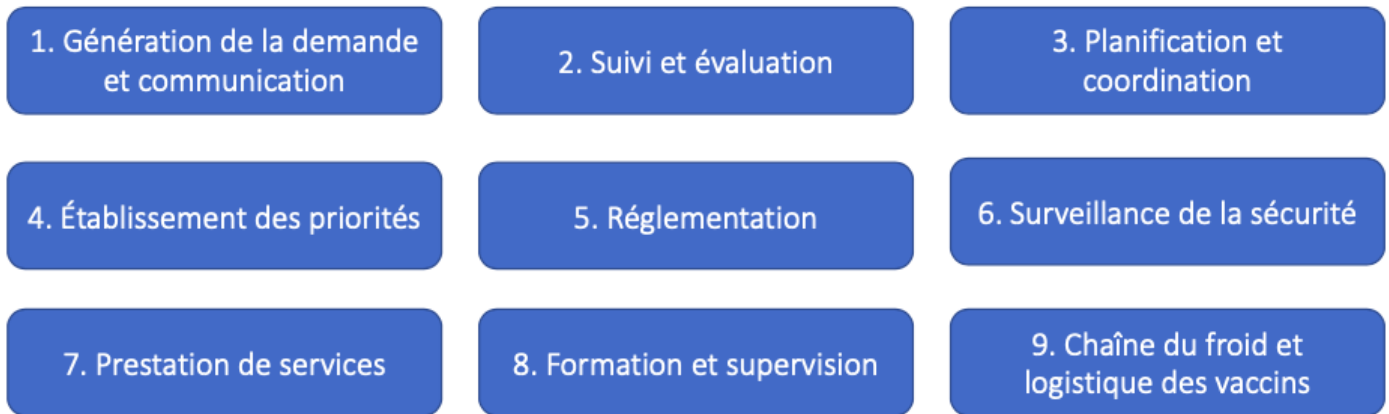 1. Génération de la demande
et communication
2. Suivi et évaluation
3. Planification et
coordination
4. Établissement des priorités
5. Réglementation
6. Surveillance de la sécurité
7. Prestation de services
8. Formation et supervision
9. Chaîne du froid et
logistique des vaccins